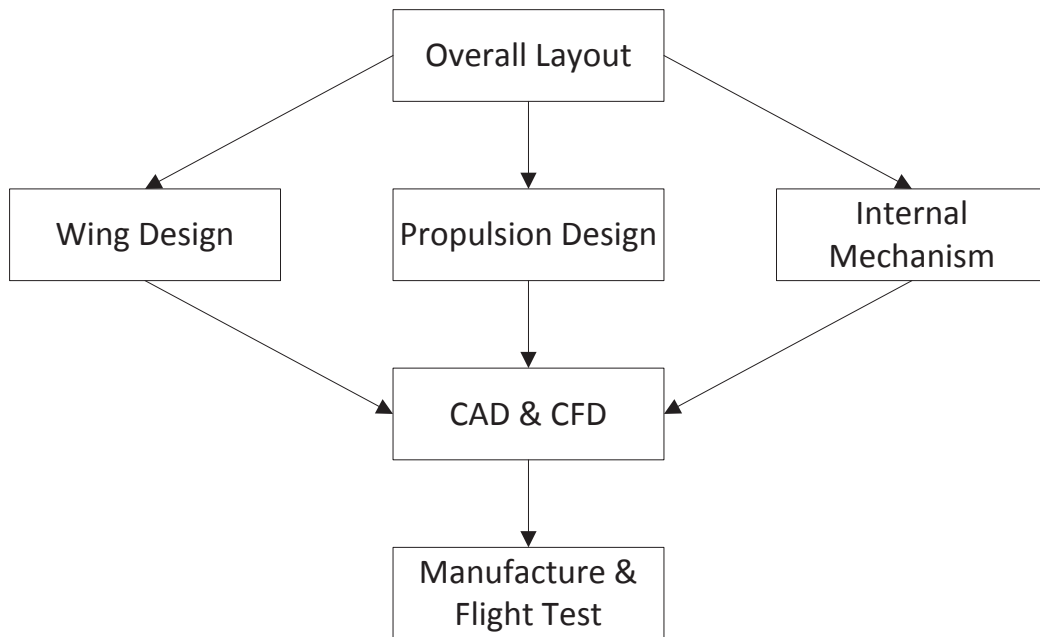 Overall Layout
Wing Design
Propulsion Design
Internal
Mechanism
CAD & CFD
Manufacture &
Flight Test